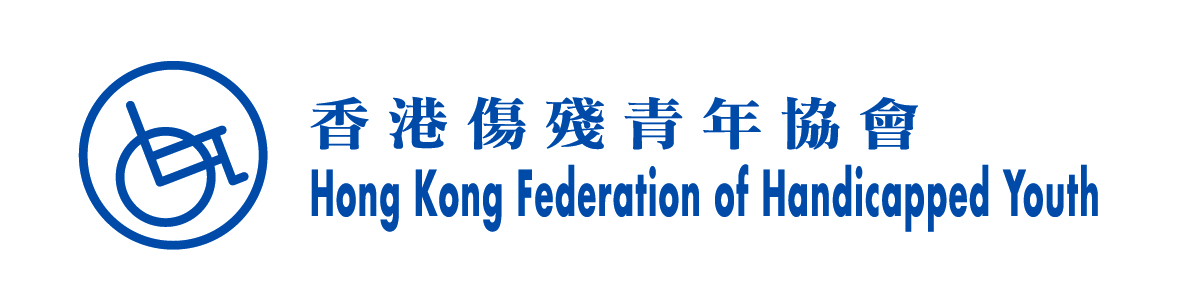 香港傷殘青年協會
Hong Kong Federation of Handicapped Youth